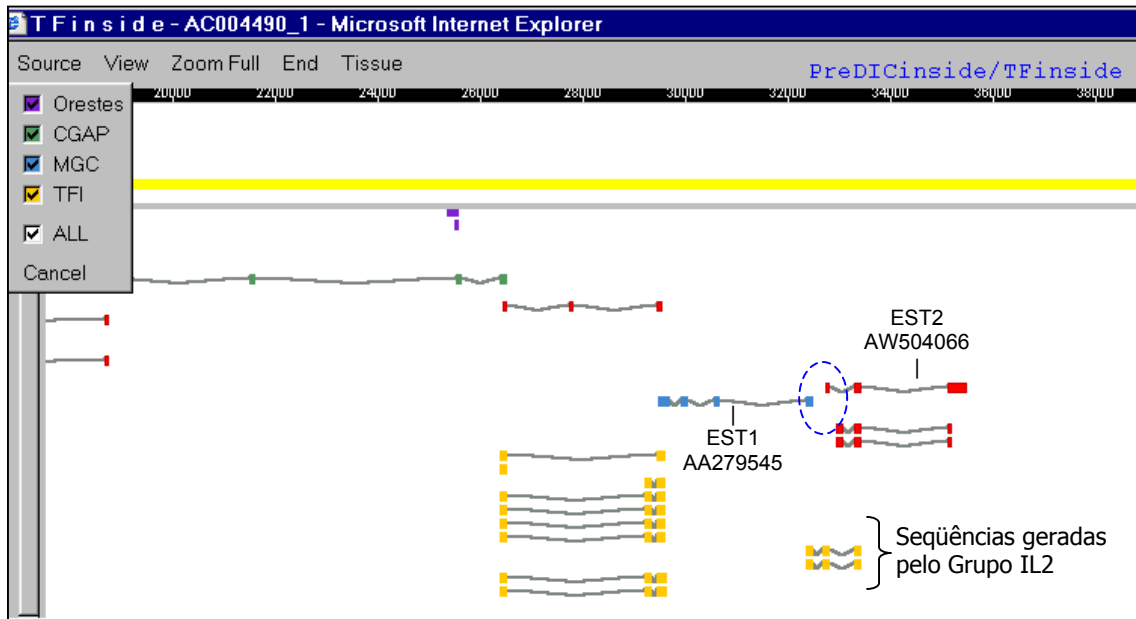 T F i n s i d e - AC004490_1 - Microsoft Internet Explorer
Source View Zoom Full End Tissue
PreDICinside/TFinside
20000 22000 24000 26000 28000 30000 32000 34000 36000 38000
Orestes
CGAP
MGC
TFI
ALL
Cancel
EST2
AW504066
EST1
AA279545
Seqüências geradas
pelo Grupo IL2